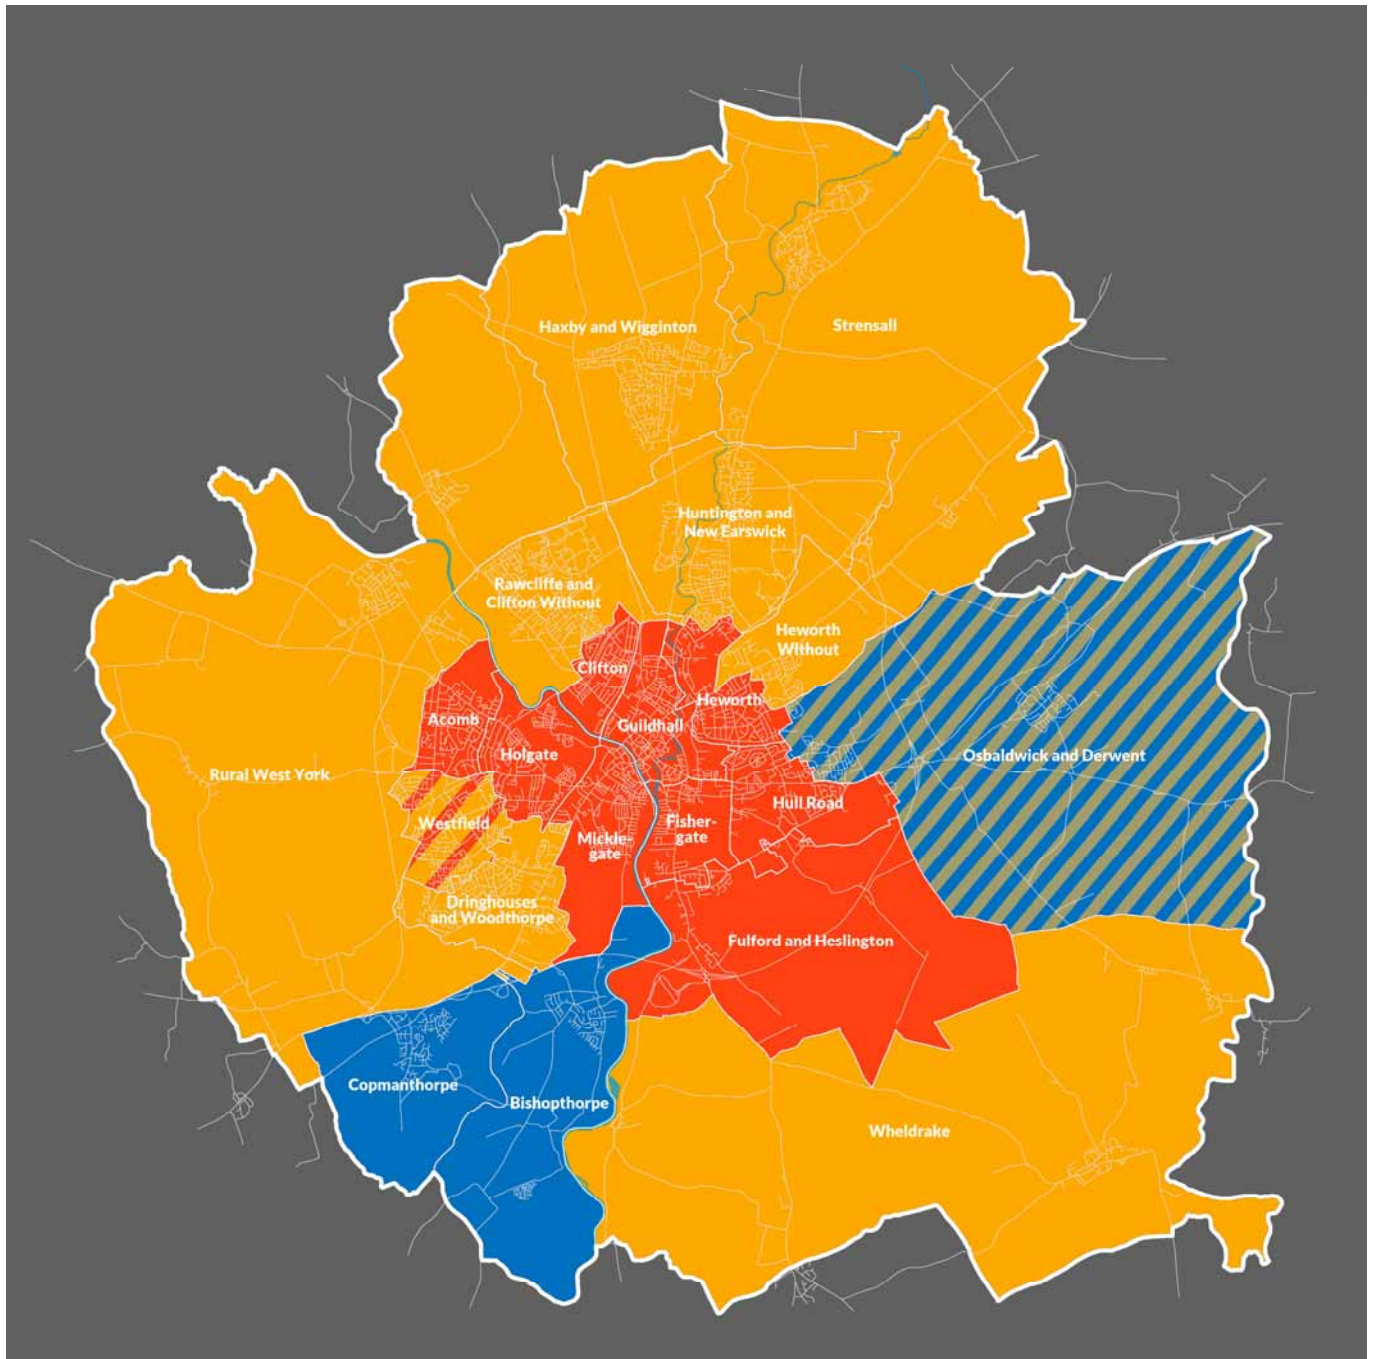 Haxby and Wigginton
Strensall
Huntington and
New Earswick
Rawcliffe and
Clifton Without
Heworth
Without
Clifton
Heworth
Acomb
Guildhall
Holgate
Osbaldwick and Derwent
Rural West York
Hull Road
Westfield
Fisher-
gate
Mickle-
gate
Dringhouses
and Woodthorpe
Fulford and Heslington
Copmanthorpe
Bishopthorpe
Wheldrake